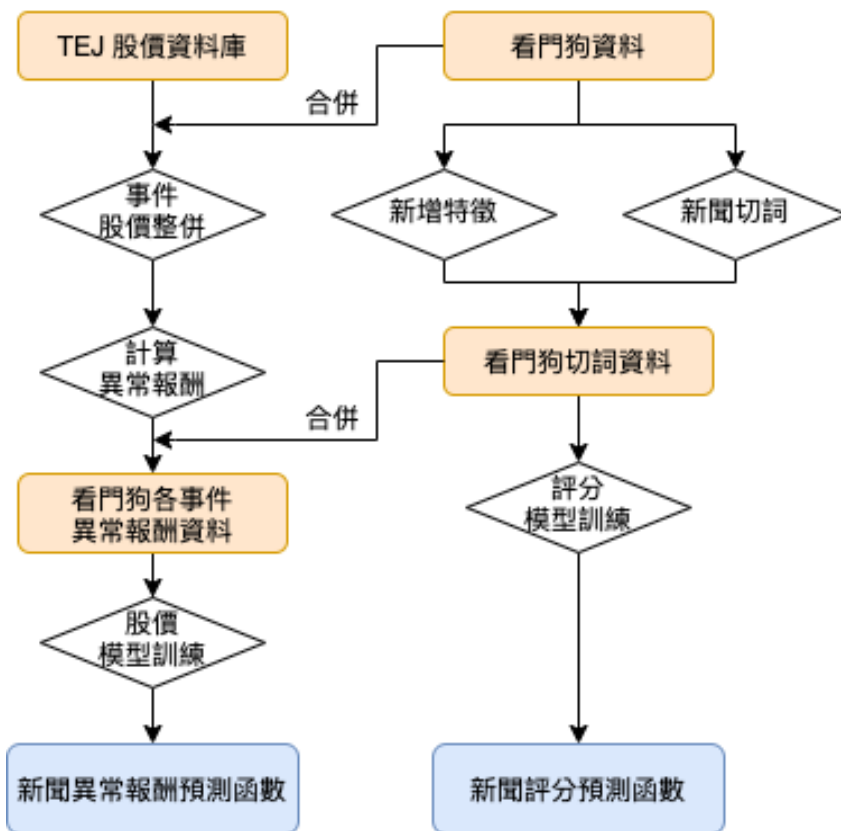 TEJ 股價資料庫
看門狗資料
合併
事件
股價整併
新增特徵
新聞切詞
計算
異常報酬
看門狗切詞資料
合併
看門狗各事件
異常報酬資料
評分
模型訓練
股價
模型訓練
新聞異常報酬預測函數
新聞評分預測函數